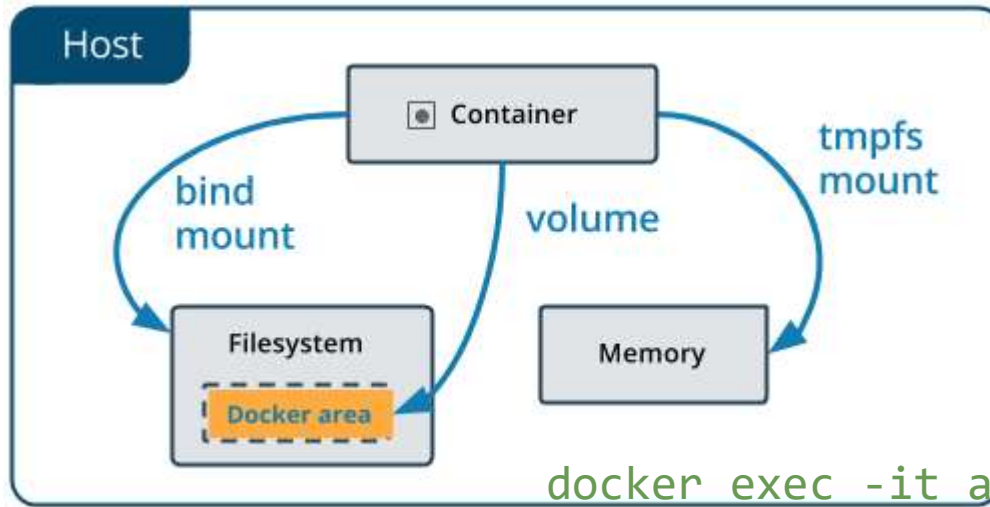 Host
Container
bind
mount
volume
tmpfs
mount
Filesystem
Docker area
Memory
docker exec -it a